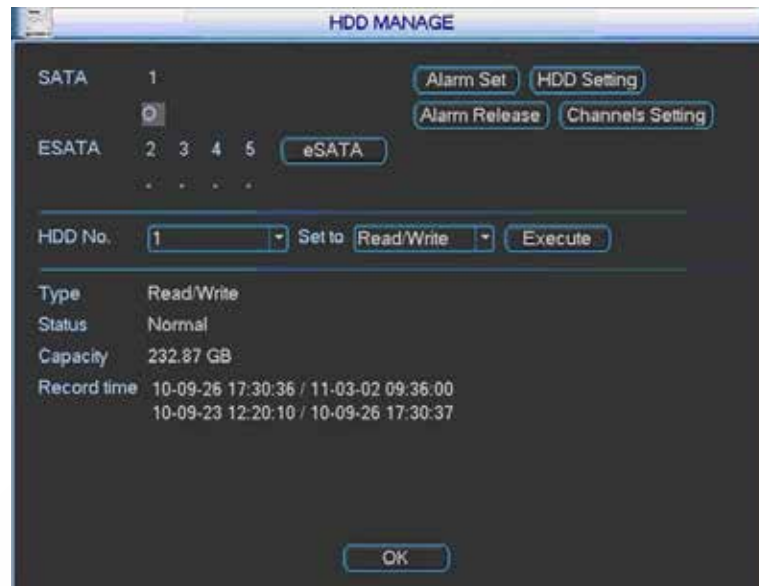 HDD MANAGE
SATA 1 Alarm Set HDD Setting
O Alarm Release Channels Setting
ESATA 2 3 4 5 eSATA
- - - -
HDD No. 1 Set to Read/Write Execute
Type Read/Write
Status Normal
Capacity 232.87 GB
Record time 10-09-26 17:30:36 / 11-03-02 09:36:00
10-09-23 12:20:10 / 10-09-26 17:30:37
OK